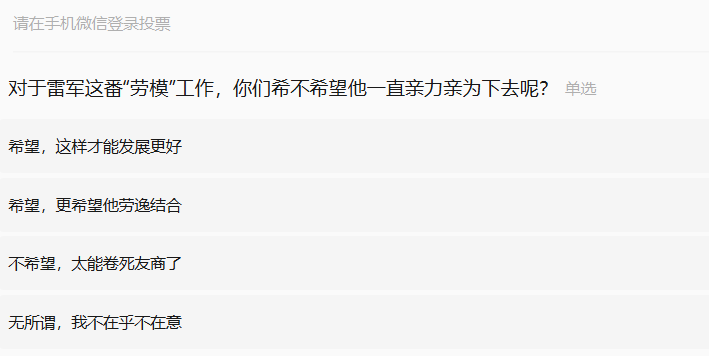 请在手机微信登录投票
对于雷军这番“劳模”工作，你们希不希望他一直亲力亲为下去呢？ 单选
希望，这样才能发展更好
希望，更希望他劳逸结合
不希望，太能卷死友商了
无所谓，我不在乎不在意